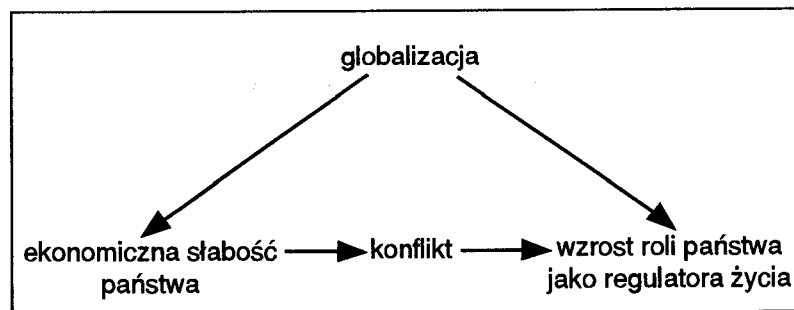 globalizacja
ekonomiczna słabość państwa
konflikt
wzrost roli państwa
jako regulatora życia